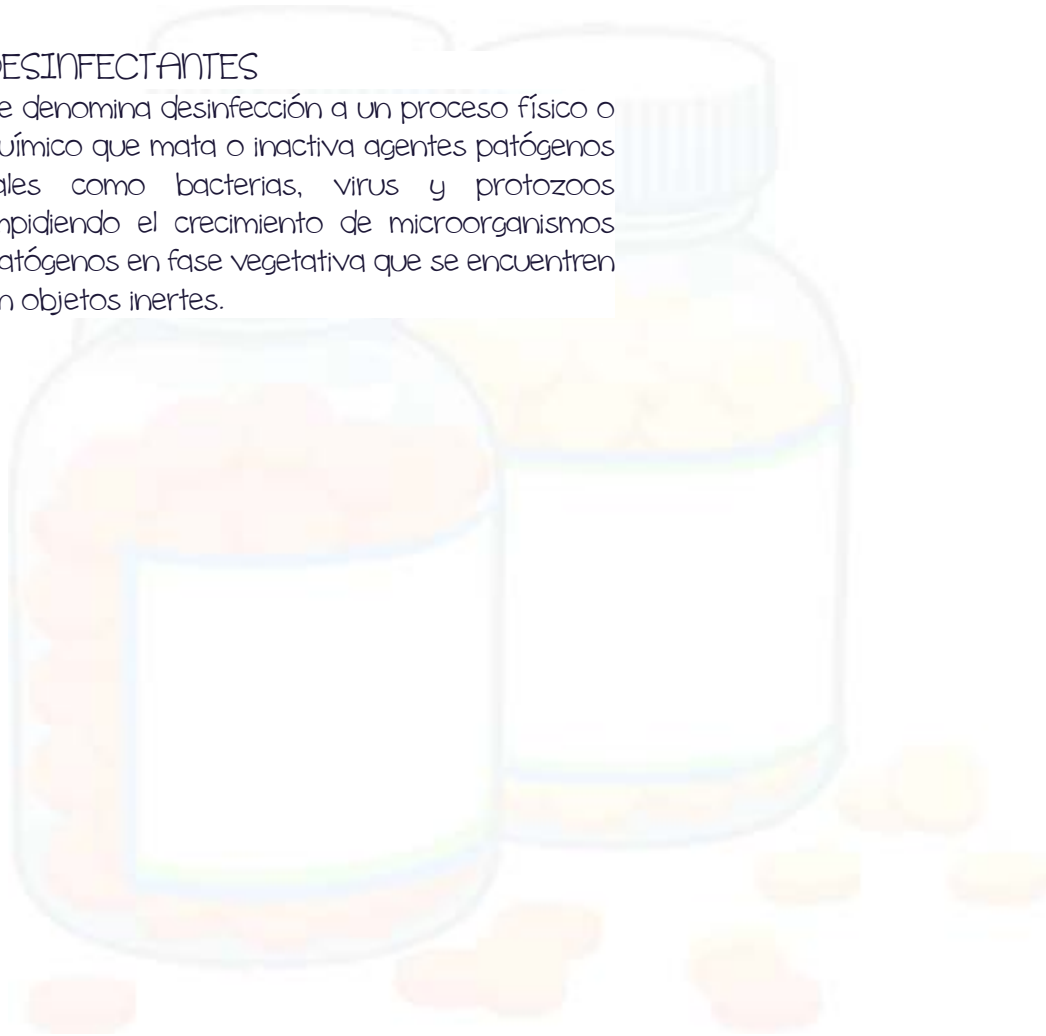 DESINFECTANTES
e denomina desinfección a un proceso físico o
uímico que mata o inactiva agentes patógenos
ales como bacterias, virus y protozoos
mpidiendo el crecimiento de microorganismos
atógenos en fase vegetativa que se encuentren
n objetos inertes.